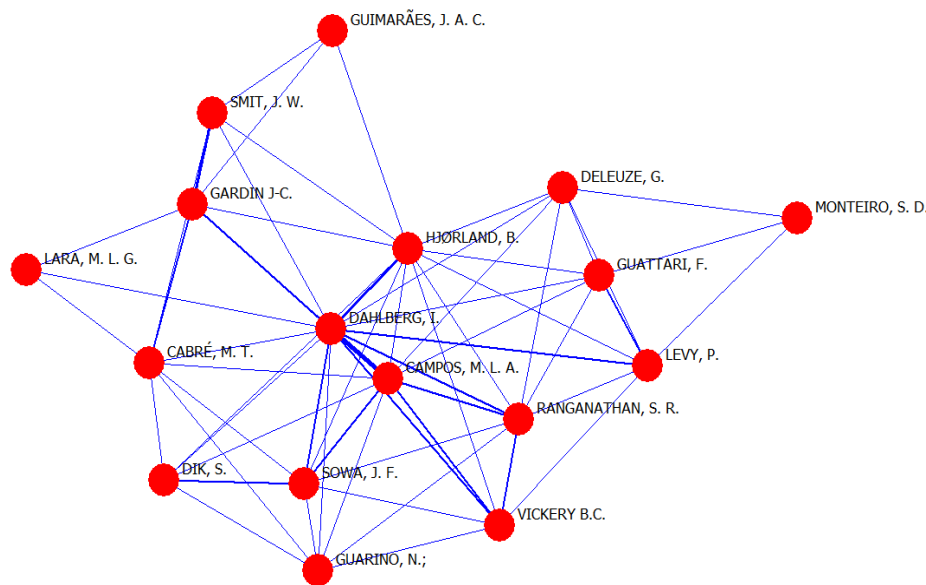 GUIMARÃES, J. A. C.
SMIT, J. W.
DELEUZE, G.
GARDIN J-C.
MONTEIRO, S. D.
HJØRLAND, B.
LARA, M. L. G.
GUATTARI, F.
DAHLBERG, I.
CABRÉ, M. T.
LEVY, P.
CAMPOS, M. L. A.
RANGANATHAN, S. R.
DIK, S.
SOWA, J. F.
VICKERY B.C.
GUARINO, N.;